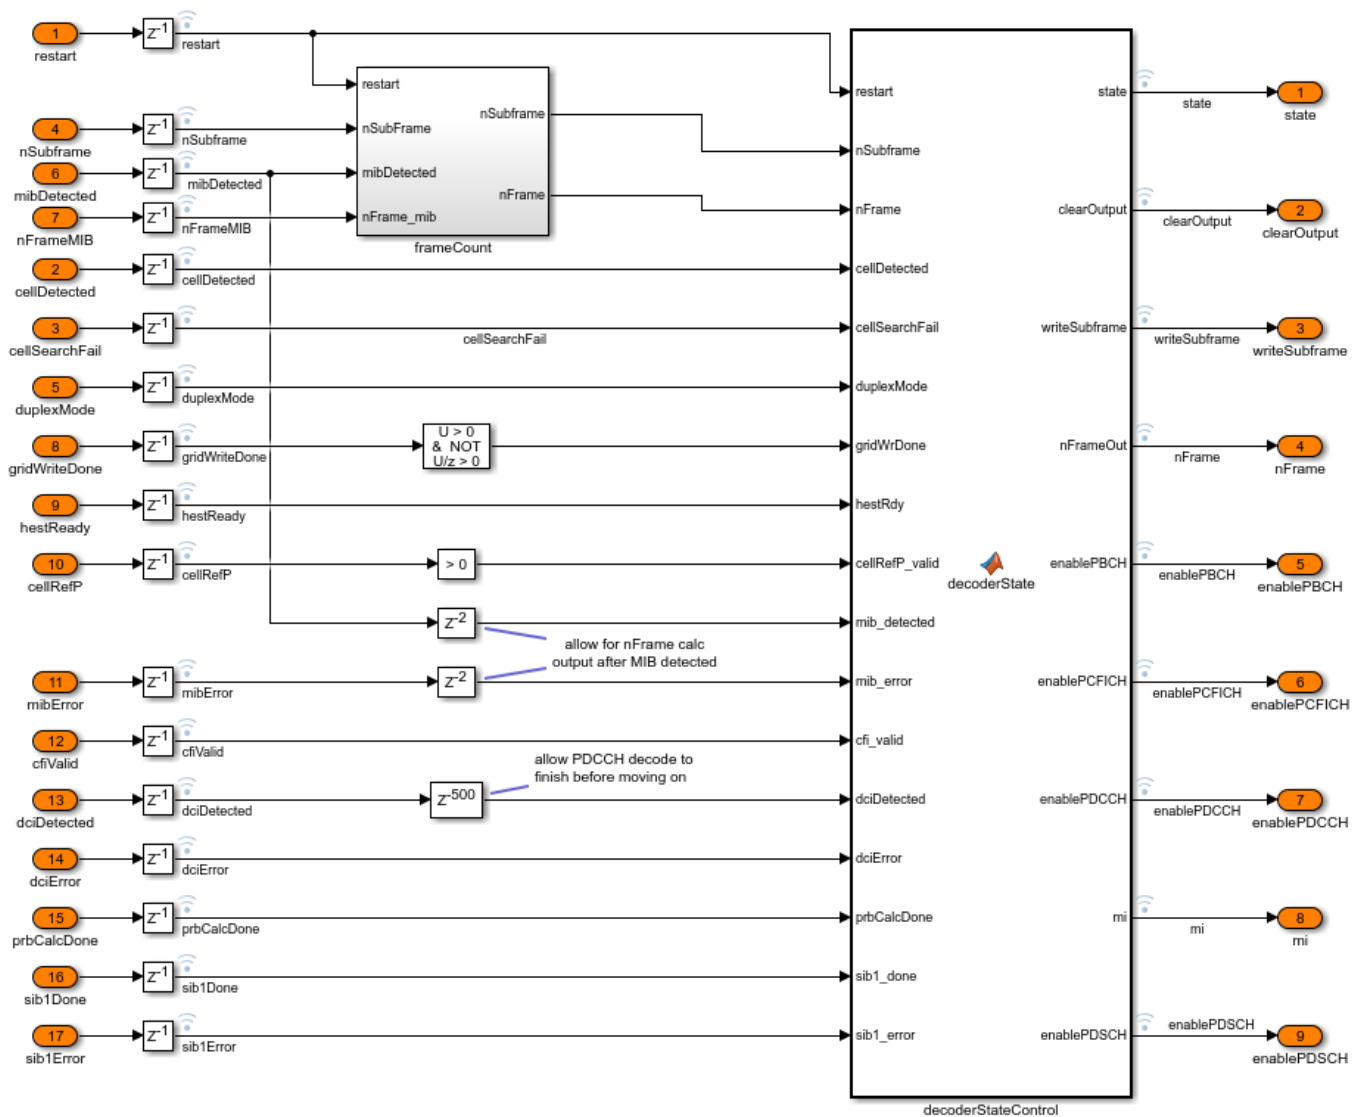 1
restart
Z-1
restart
4
nSubframe
Z-1
nSubframe
6
mibDetected
Z-1
mibDetected
7
nFrameMIB
Z-1
nFrameMIB
restart
nSubFrame
mibDetected
nFrame_mib
nSubframe
nFrame
frameCount
2
cellDetected
Z-1
cellDetected
3
cellSearchFail
Z-1
cellSearchFail
5
duplexMode
Z-1
duplexMode
8
gridWriteDone
Z-1
gridWriteDone
U > 0
& NOT
U/z > 0
9
hestReady
Z-1
hestReady
10
cellRefP
Z-1
cellRefP
> 0
Z-2
allow for nFrame calc
output after MIB detected
11
mibError
Z-1
mibError
Z-2
12
cfiValid
Z-1
cfiValid
13
dciDetected
Z-1
dciDetected
Z-500
allow PDCCH decode to
finish before moving on
14
dciError
Z-1
dciError
15
prbCalcDone
Z-1
prbCalcDone
16
sib1Done
Z-1
sib1Done
17
sib1Error
Z-1
sib1Error
restart
nSubframe
nFrame
cellDetected
cellSearchFail
duplexMode
gridWrDone
hestRdy
cellRefP_valid
mib_detected
mib_error
cfi_valid
dciDetected
dciError
prbCalcDone
sib1_done
sib1_error
decoderState
state
clearOutput
writeSubframe
nFrameOut
enablePBCH
enablePCFICH
enablePDCCH
mi
enablePDSCH
decoderStateControl
state
1
state
clearOutput
2
clearOutput
writeSubframe
3
writeSubframe
nFrame
4
nFrame
enablePBCH
5
enablePBCH
enablePCFICH
6
enablePCFICH
enablePDCCH
7
enablePDCCH
mi
8
mi
enablePDSCH
9
enablePDSCH